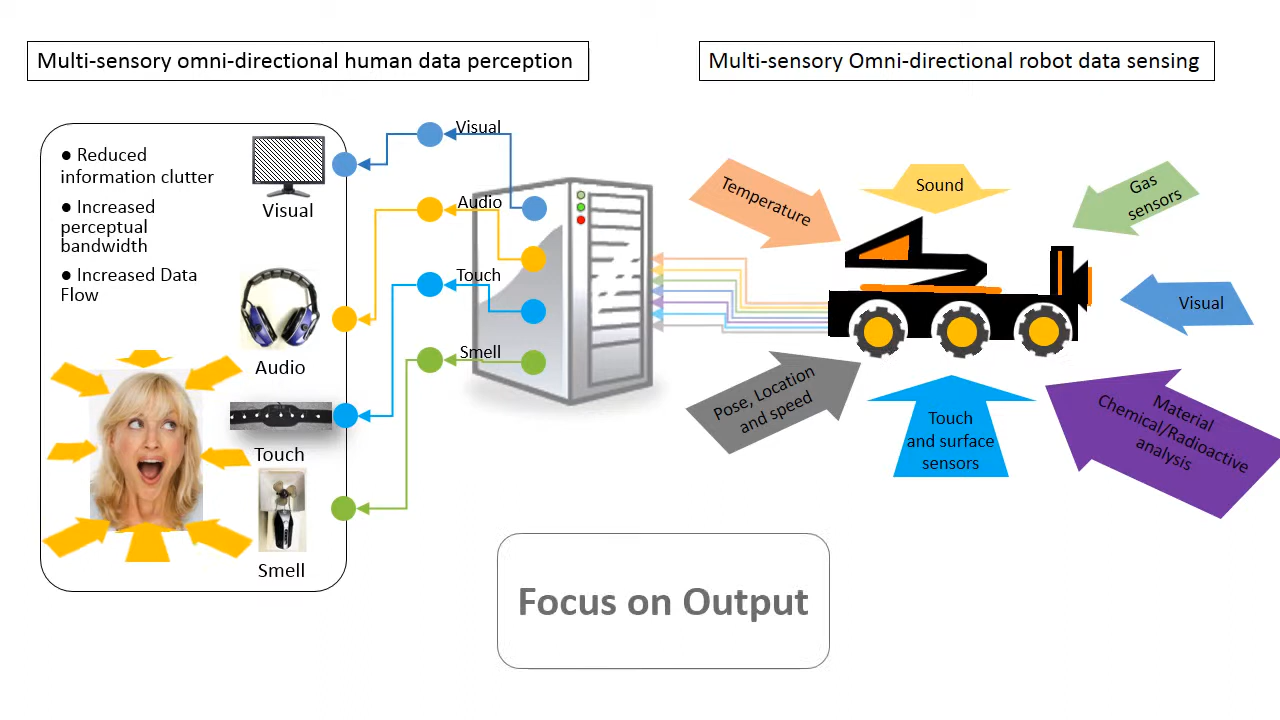 Multi-sensory omni-directional human data perception
Multi-sensory Omni-directional robot data sensing
● Reduced
information clutter
● Increased
perceptual
bandwidth
● Increased Data
Flow
Visual
Audio
Touch
Smell
Visual
Audio
Touch
Smell
Temperature
Sound
Gas
sensors
Visual
Pose, Location
and speed
Touch
and surface
sensors
Material
Chemical/Radioactive
analysis
Focus on Output